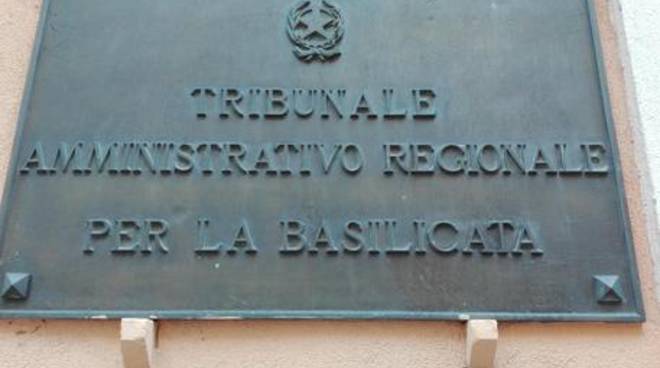 TRIBUNALE
AMMINISTRATIVO REGIONALE
PER LA BASILICATA